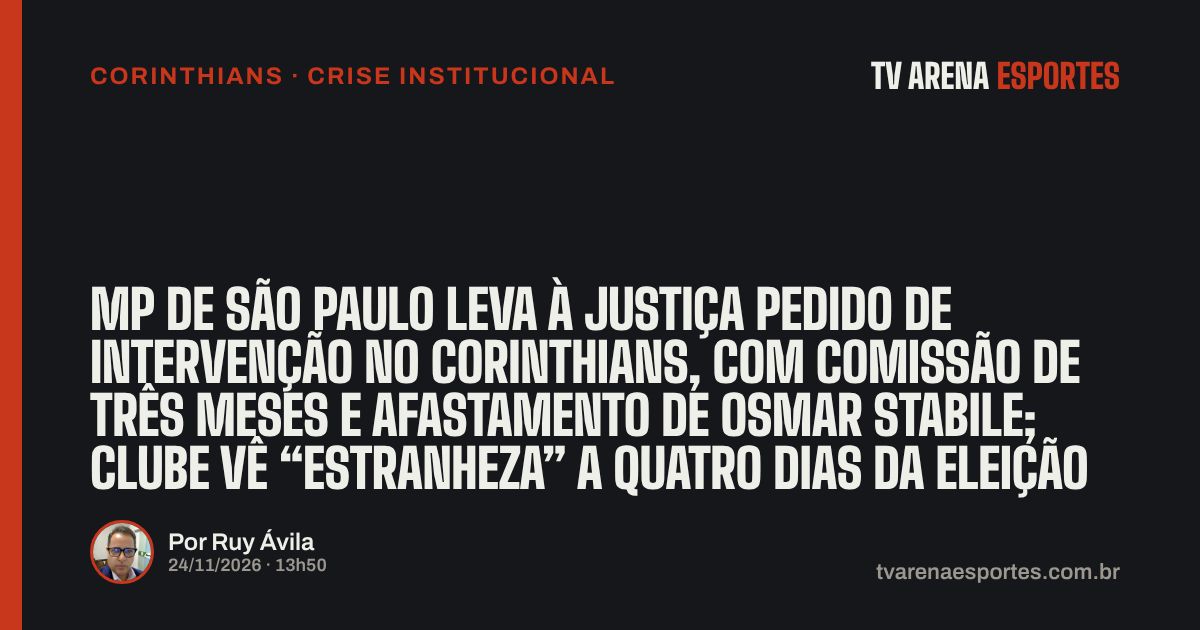 CORINTHIANS · CRISE INSTITUCIONAL
TV ARENA ESPORTES
MP DE SÃO PAULO LEVA À JUSTIÇA PEDIDO DE
INTERVENÇÃO NO CORINTHIANS, COM COMISSÃO DE
TRÊS MESES E AFASTAMENTO DE OSMAR STABILE;
CLUBE VÊ “ESTRANHEZA” A QUATRO DIAS DA ELEIÇÃO
Por Ruy Ávila
24/11/2026 · 13h50
tvarenaesportes.com.br